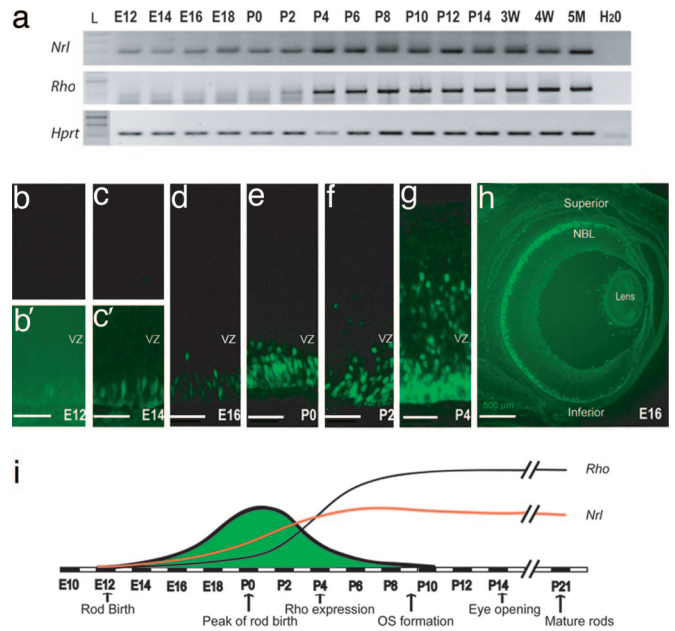 a
L E12 E14 E16 E18 P0 P2 P4 P6 P8 P10 P12 P14 3W 4W 5M H20
Nrl
Rho
Hprt
b c d e f g h
Superior
NBL
Lens
b' c'
VZ VZ VZ VZ VZ VZ
500 µm
Inferior
E12 E14 E16 P0 P2 P4 E16
i
Rho
Nrl
E10 E12 E14 E16 E18 P0 P2 P4 P6 P8 P10 P12 P14 P21
Rod Birth Rho expression Eye opening
Peak of rod birth OS formation Mature rods